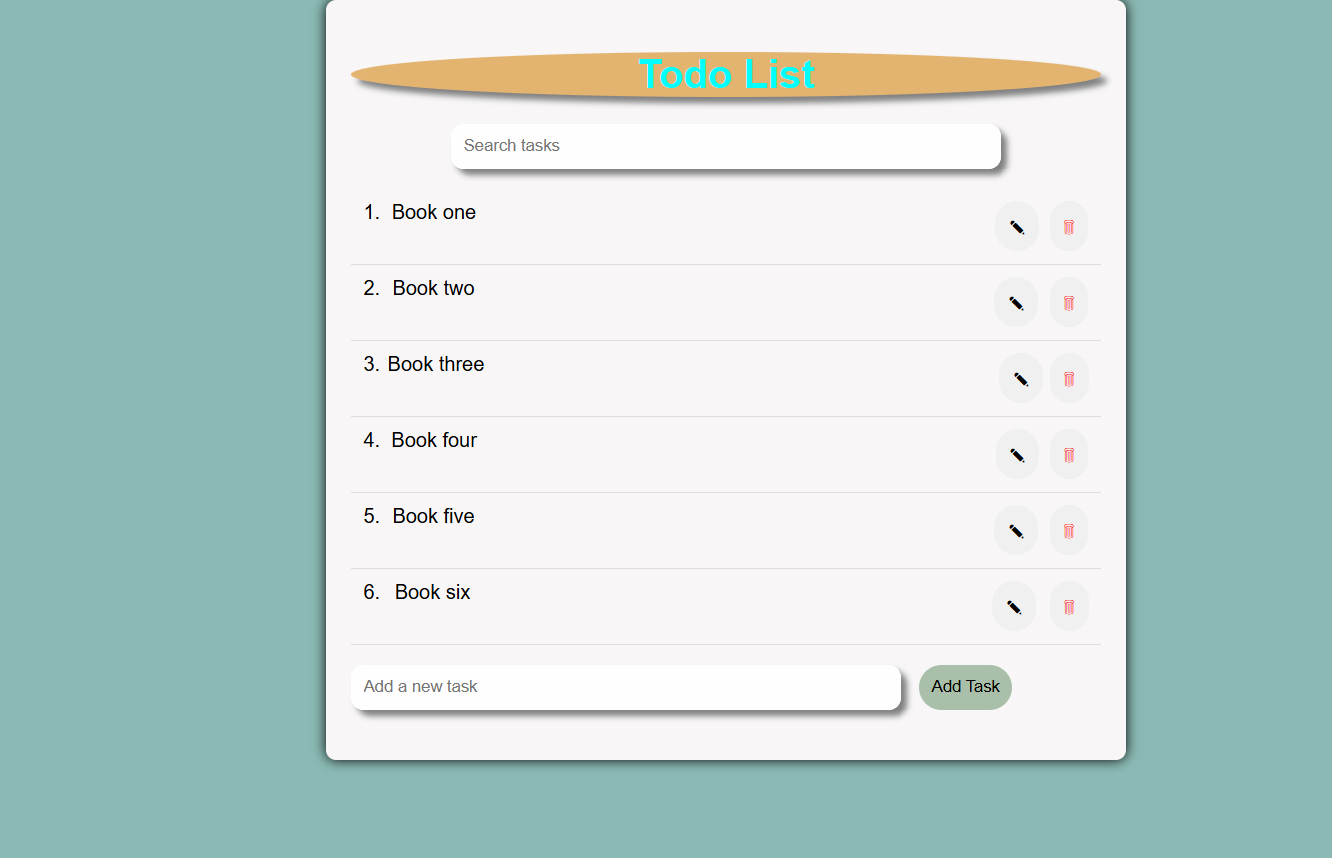 Todo List
Search tasks
1. Book one
2. Book two
3. Book three
4. Book four
5. Book five
6. Book six
Add a new task Add Task